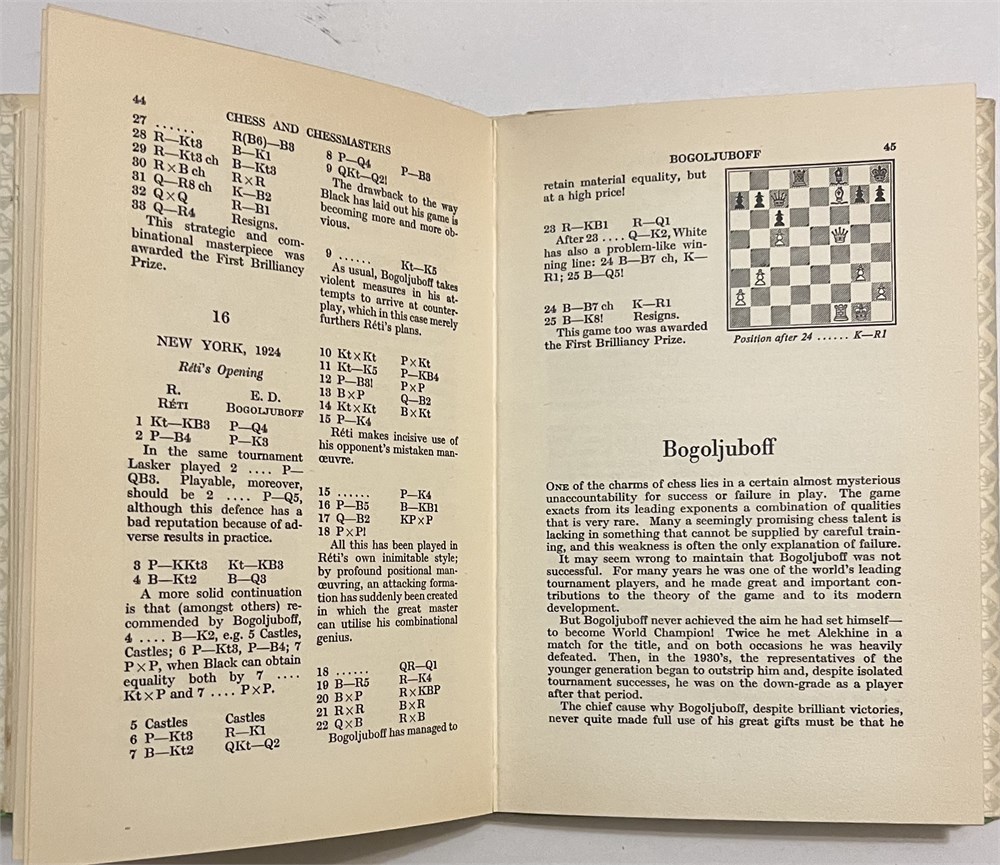 44
CHESS AND CHESSMASTERS
27 ......
R(B6)—B3
28 R—Kt3
B—K1
29 R—Kt3 ch
B—Kt3
30 R×B ch
R×R
31 Q—R8 ch
K—B2
32 Q×Q
R—B1
33 Q—R4
Resigns.
This strategic and com-
binational masterpiece was
awarded the First Brilliancy
Prize.
16
NEW YORK, 1924
Réti's Opening
R.
E. D.
RÉTI
BOGOLJUBOFF
1 Kt—KB3
P—Q4
2 P—B4
P—K3
In the same tournament
Lasker played 2 .... P—
QB3. Playable, moreover,
should be 2 .... P—Q5,
although this defence has a
bad reputation because of ad-
verse results in practice.
3 P—KKt3
Kt—KB3
4 B—Kt2
B—Q3
A more solid continuation
is that (amongst others) re-
commended by Bogoljuboff,
4 .... B—K2, e.g. 5 Castles,
Castles; 6 P—Kt3, P—B4; 7
P×P, when Black can obtain
equality both by 7 ....
Kt×P and 7 .... P×P.
5 Castles
Castles
6 P—Kt3
R—K1
7 B—Kt2
QKt—Q2
8 P—Q4
P—B3
9 QKt—Q2!
The drawback to the way
Black has laid out his game is
becoming more and more ob-
vious.
9 ......
Kt—K5
As usual, Bogoljuboff takes
violent measures in his at-
tempts to arrive at counter-
play, which in this case merely
furthers Réti's plans.
10 Kt×Kt
P×Kt
11 Kt—K5
P—KB4
12 P—B3!
P×P
13 B×P
Q—B2
14 Kt×Kt
B×Kt
15 P—K4
Réti makes incisive use of
his opponent's mistaken man-
œuvre.
15 ......
P—K4
16 P—B5
B—KB1
17 Q—B2
KP×P
18 P×P!
All this has been played in
Réti's own inimitable style;
by profound positional man-
œuvring, an attacking forma-
tion has suddenly been created
in which the great master
can utilise his combinational
genius.
18 ......
QR—Q1
19 B—R5
R—K4
20 B×P
R×KBP
21 R×R
B×R
22 Q×B
R×B
Bogoljuboff has managed to
BOGOLJUBOFF
45
retain material equality, but
at a high price!
23 R—KB1
R—Q1
After 23 .... Q—K2, White
has also a problem-like win-
ning line: 24 B—B7 ch, K—
R1; 25 B—Q5!
24 B—B7 ch
K—R1
25 B—K8!
Resigns.
This game too was awarded
the First Brilliancy Prize.
Position after 24 ...... K—R1
Bogoljuboff
ONE of the charms of chess lies in a certain almost mysterious
unaccountability for success or failure in play. The game
exacts from its leading exponents a combination of qualities
that is very rare. Many a seemingly promising chess talent is
lacking in something that cannot be supplied by careful train-
ing, and this weakness is often the only explanation of failure.
It may seem wrong to maintain that Bogoljuboff was not
successful. For many years he was one of the world's leading
tournament players, and he made great and important con-
tributions to the theory of the game and to its modern
development.
But Bogoljuboff never achieved the aim he had set himself—
to become World Champion! Twice he met Alekhine in a
match for the title, and on both occasions he was heavily
defeated. Then, in the 1930's, the representatives of the
younger generation began to outstrip him and, despite isolated
tournament successes, he was on the down-grade as a player
after that period.
The chief cause why Bogoljuboff, despite brilliant victories,
never quite made full use of his great gifts must be that he